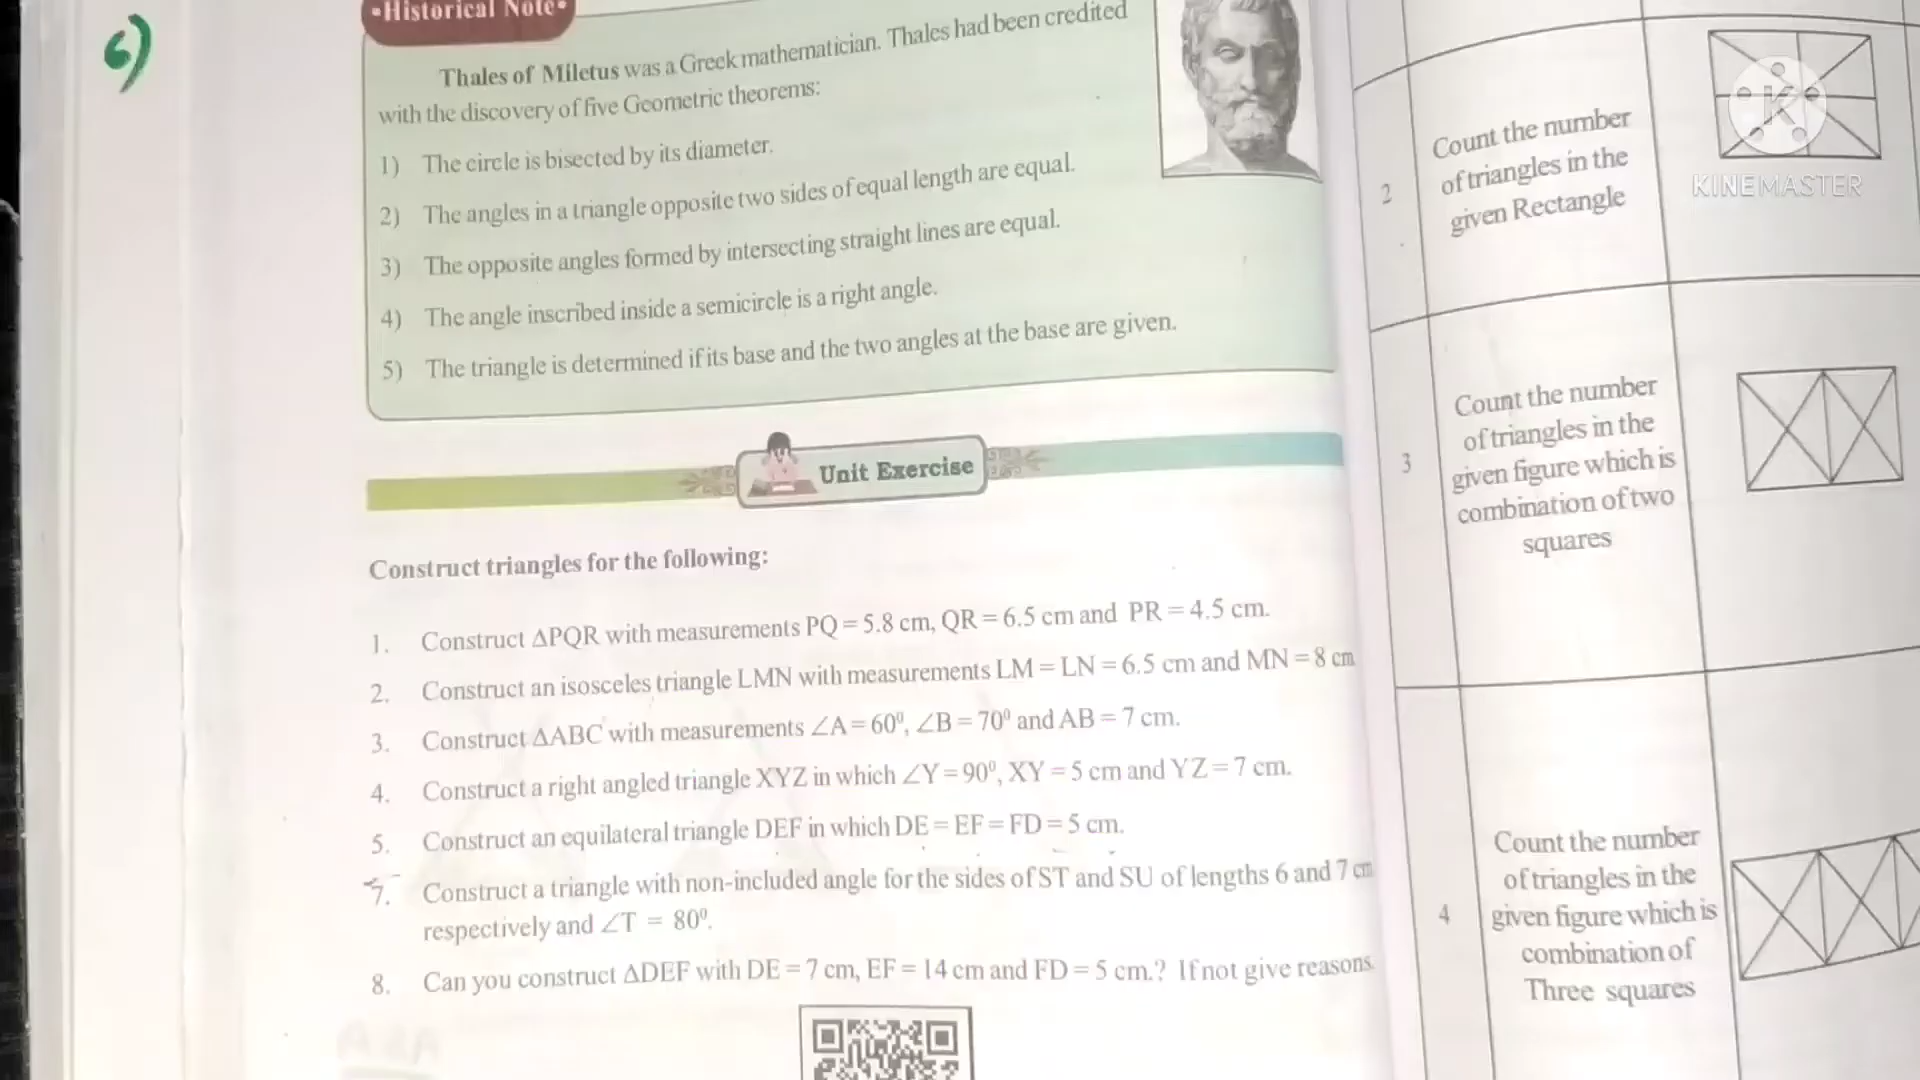 6)
•Historical Note•
Thales of Miletus was a Greek mathematician. Thales had been credited
with the discovery of five Geometric theorems:
1) The circle is bisected by its diameter.
2) The angles in a triangle opposite two sides of equal length are equal.
3) The opposite angles formed by intersecting straight lines are equal.
4) The angle inscribed inside a semicircle is a right angle.
5) The triangle is determined if its base and the two angles at the base are given.
Unit Exercise
Construct triangles for the following:
1. Construct ΔPQR with measurements PQ = 5.8 cm, QR = 6.5 cm and PR = 4.5 cm.
2. Construct an isosceles triangle LMN with measurements LM = LN = 6.5 cm and MN = 8 cm
3. Construct ΔABC with measurements ∠A = 60⁰, ∠B = 70⁰ and AB = 7 cm.
4. Construct a right angled triangle XYZ in which ∠Y = 90⁰, XY = 5 cm and YZ = 7 cm.
5. Construct an equilateral triangle DEF in which DE = EF = FD = 5 cm.
7. Construct a triangle with non-included angle for the sides of ST and SU of lengths 6 and 7 cm
respectively and ∠T = 80⁰.
8. Can you construct ΔDEF with DE = 7 cm, EF = 14 cm and FD = 5 cm.? If not give reasons.
2
Count the number
of triangles in the
given Rectangle
K
KINEMASTER
3
Count the number
of triangles in the
given figure which is
combination of two
squares
4
Count the number
of triangles in the
given figure which is
combination of
Three squares